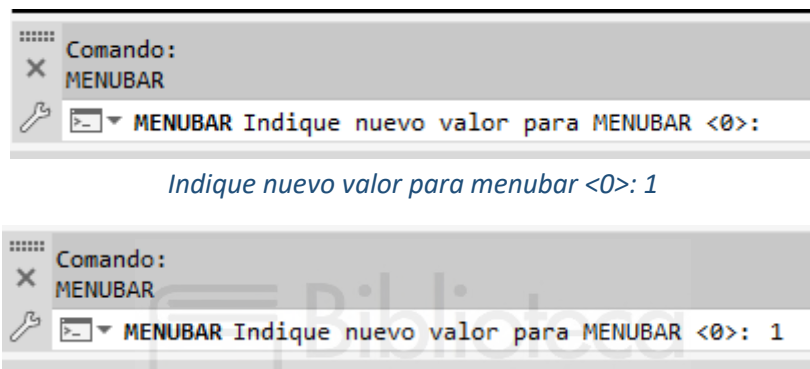 Comando:
MENUBAR
MENUBAR Indique nuevo valor para MENUBAR <0>:
Indique nuevo valor para menubar <0>: 1
Comando:
MENUBAR
MENUBAR Indique nuevo valor para MENUBAR <0>: 1
Biblioteca